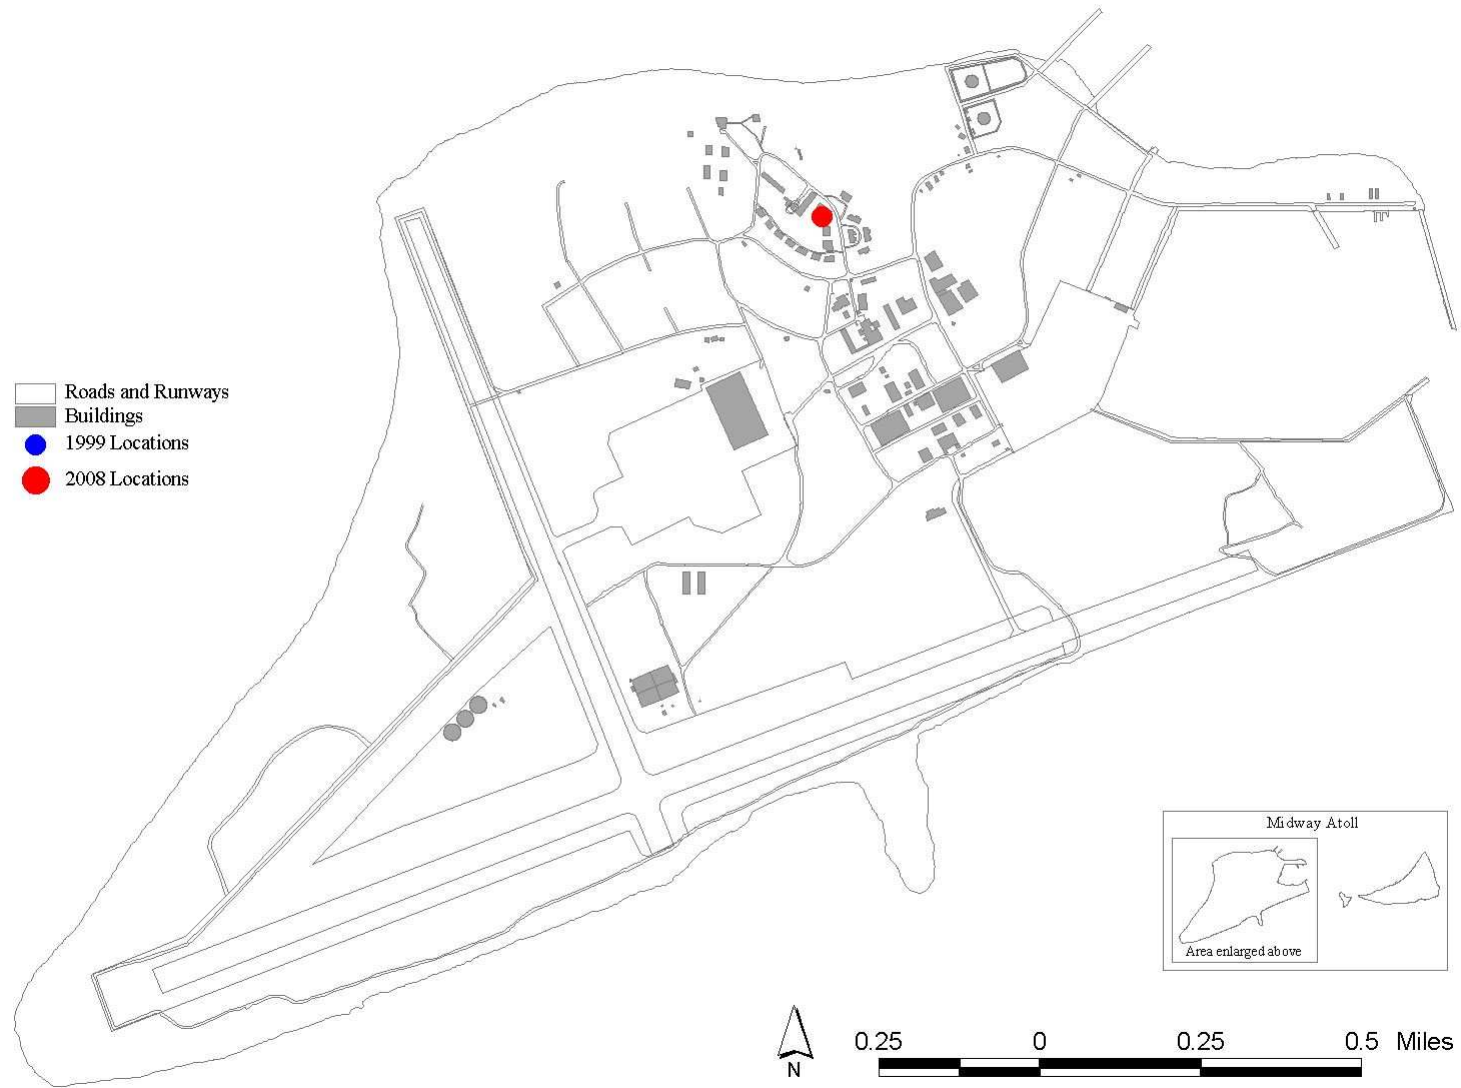 Roads and Runways
Buildings
1999 Locations
2008 Locations
Midway Atoll
Area enlarged above
N
0.25 0 0.25 0.5 Miles